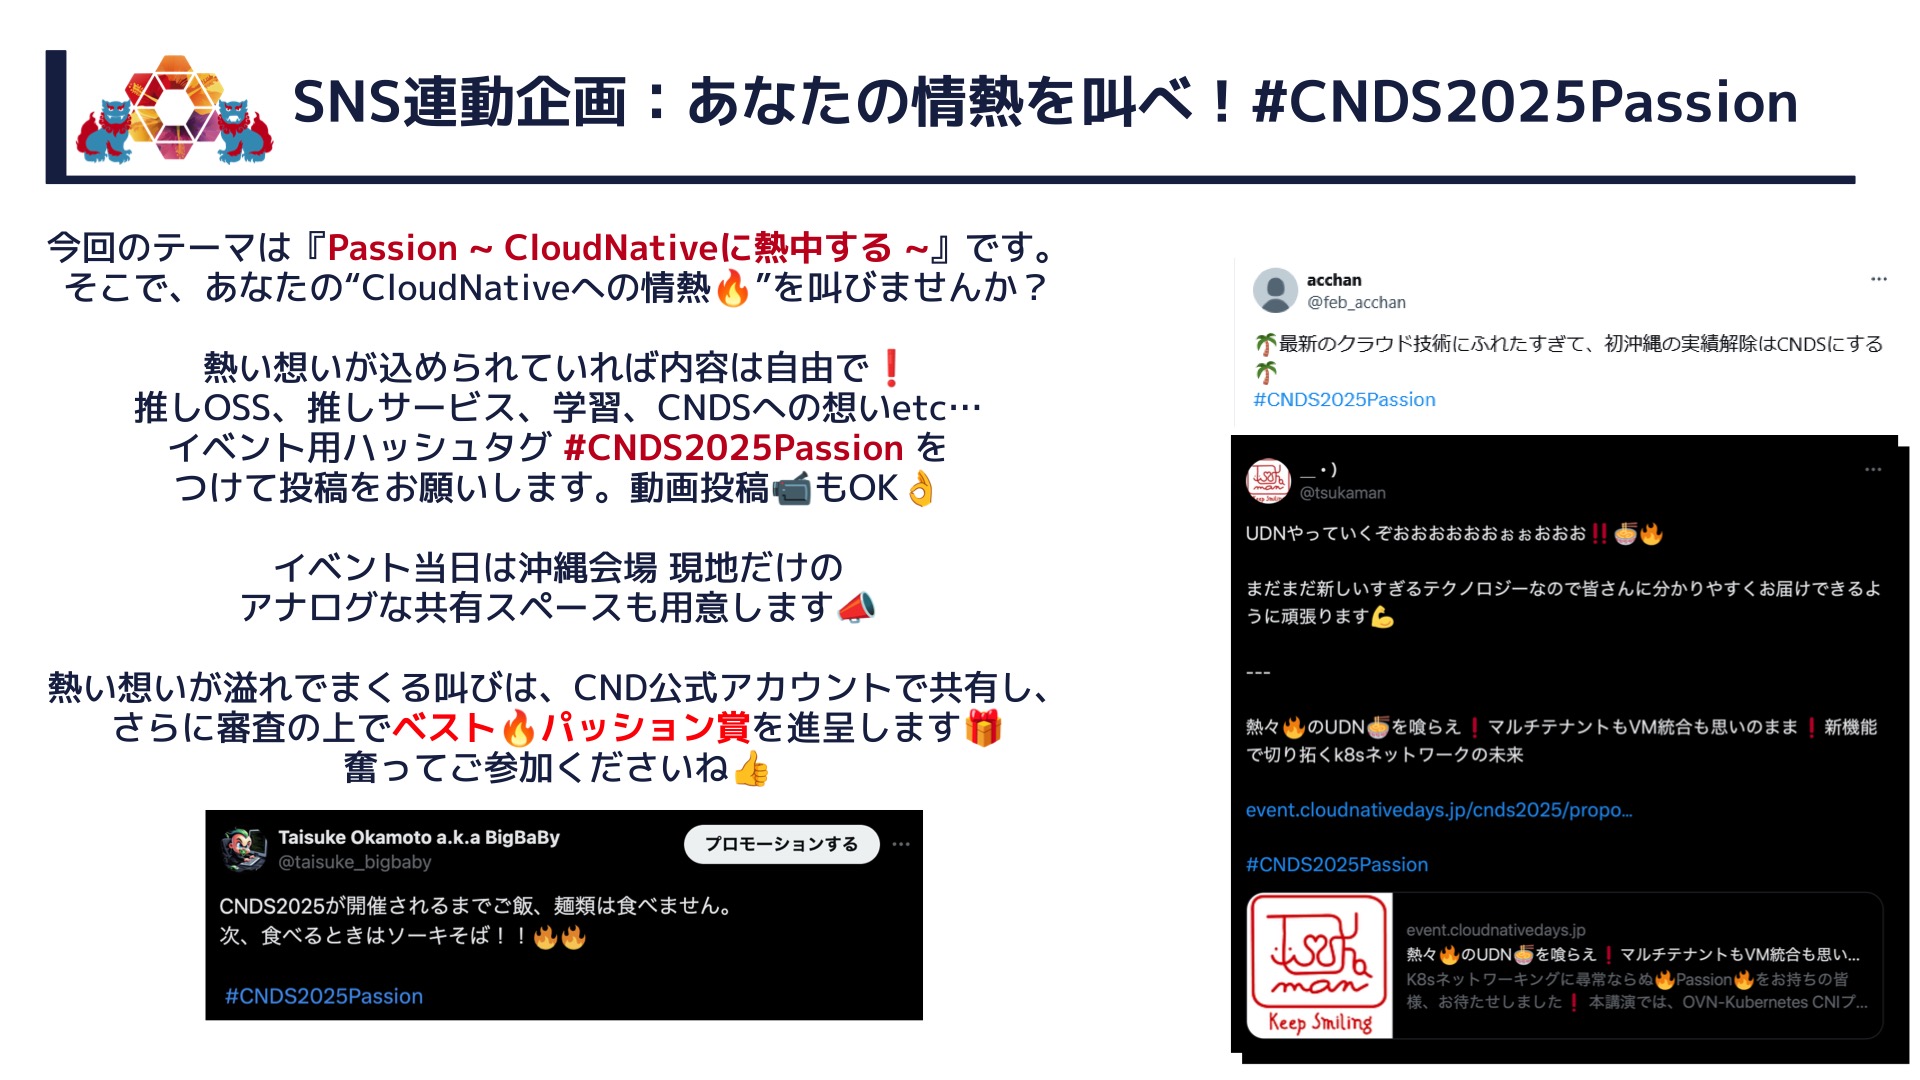 SNS連動企画：あなたの情熱を叫べ！#CNDS2025Passion
今回のテーマは『Passion ~ CloudNativeに熱中する ~』です。
そこで、あなたの“CloudNativeへの情熱🔥”を叫びませんか？
熱い想いが込められていれば内容は自由で❗
推しOSS、推しサービス、学習、CNDSへの想いetc…
イベント用ハッシュタグ #CNDS2025Passion を
つけて投稿をお願いします。動画投稿📹もOK👌
イベント当日は沖縄会場 現地だけの
アナログな共有スペースも用意します📣
熱い想いが溢れでまくる叫びは、CND公式アカウントで共有し、
さらに審査の上でベスト🔥パッション賞を進呈します🎁
奮ってご参加くださいね👍
Taisuke Okamoto a.k.a BigBaBy
プロモーションする
@taisuke_bigbaby
CNDS2025が開催されるまでご飯、麺類は食べません。
次、食べるときはソーキそば！！🔥🔥
#CNDS2025Passion
acchan
@feb_acchan
🌴最新のクラウド技術にふれたすぎて、初沖縄の実績解除はCNDSにする
🌴
#CNDS2025Passion
＿・)
@tsukaman
UDNやっていくぞおおおおおおぉぉおおお‼️🍜🔥
まだまだ新しいすぎるテクノロジーなので皆さんに分かりやすくお届けできるよ
うに頑張ります💪
---
熱々🔥のUDN🍜を喰らえ❗マルチテナントもVM統合も思いのまま❗新機能
で切り拓くk8sネットワークの未来
event.cloudnativedays.jp/cnds2025/propo…
#CNDS2025Passion
man
Keep Smiling
event.cloudnativedays.jp
熱々🔥のUDN🍜を喰らえ❗マルチテナントもVM統合も思い...
K8sネットワーキングに尋常ならぬ🔥Passion🔥をお持ちの皆
様、お待たせしました❗ 本講演では、OVN-Kubernetes CNIプ...